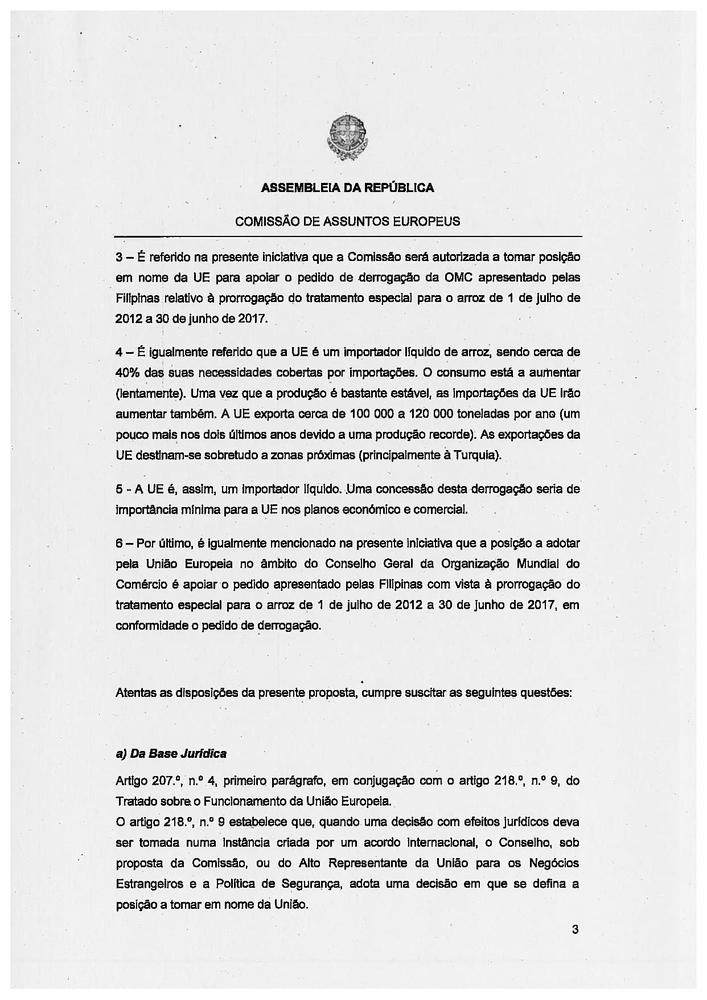 ASSEMBLEIA DA REPÚBLICA
COMISSÃO DE ASSUNTOS EUROPEUS
3 – É referido na presente iniciativa que a Comissão será autorizada a tomar posição
em nome da UE para apoiar o pedido de derrogação da OMC apresentado pelas
Filipinas relativo à prorrogação do tratamento especial para o arroz de 1 de julho de
2012 a 30 de junho de 2017.
4 – É igualmente referido que a UE é um importador líquido de arroz, sendo cerca de
40% das suas necessidades cobertas por importações. O consumo está a aumentar
(lentamente). Uma vez que a produção é bastante estável, as importações da UE irão
aumentar também. A UE exporta cerca de 100 000 a 120 000 toneladas por ano (um
pouco mais nos dois últimos anos devido a uma produção recorde). As exportações da
UE destinam-se sobretudo a zonas próximas (principalmente à Turquia).
5 - A UE é, assim, um importador líquido. Uma concessão desta derrogação seria de
importância mínima para a UE nos planos económico e comercial.
6 – Por último, é igualmente mencionado na presente iniciativa que a posição a adotar
pela União Europeia no âmbito do Conselho Geral da Organização Mundial do
Comércio é apoiar o pedido apresentado pelas Filipinas com vista à prorrogação do
tratamento especial para o arroz de 1 de julho de 2012 a 30 de junho de 2017, em
conformidade o pedido de derrogação.
Atentas as disposições da presente proposta, cumpre suscitar as seguintes questões:
a) Da Base Jurídica
Artigo 207.º, n.º 4, primeiro parágrafo, em conjugação com o artigo 218.º, n.º 9, do
Tratado sobre o Funcionamento da União Europeia.
O artigo 218.º, n.º 9 estabelece que, quando uma decisão com efeitos jurídicos deva
ser tomada numa instância criada por um acordo internacional, o Conselho, sob
proposta da Comissão, ou do Alto Representante da União para os Negócios
Estrangeiros e a Política de Segurança, adota uma decisão em que se defina a
posição a tomar em nome da União.
3